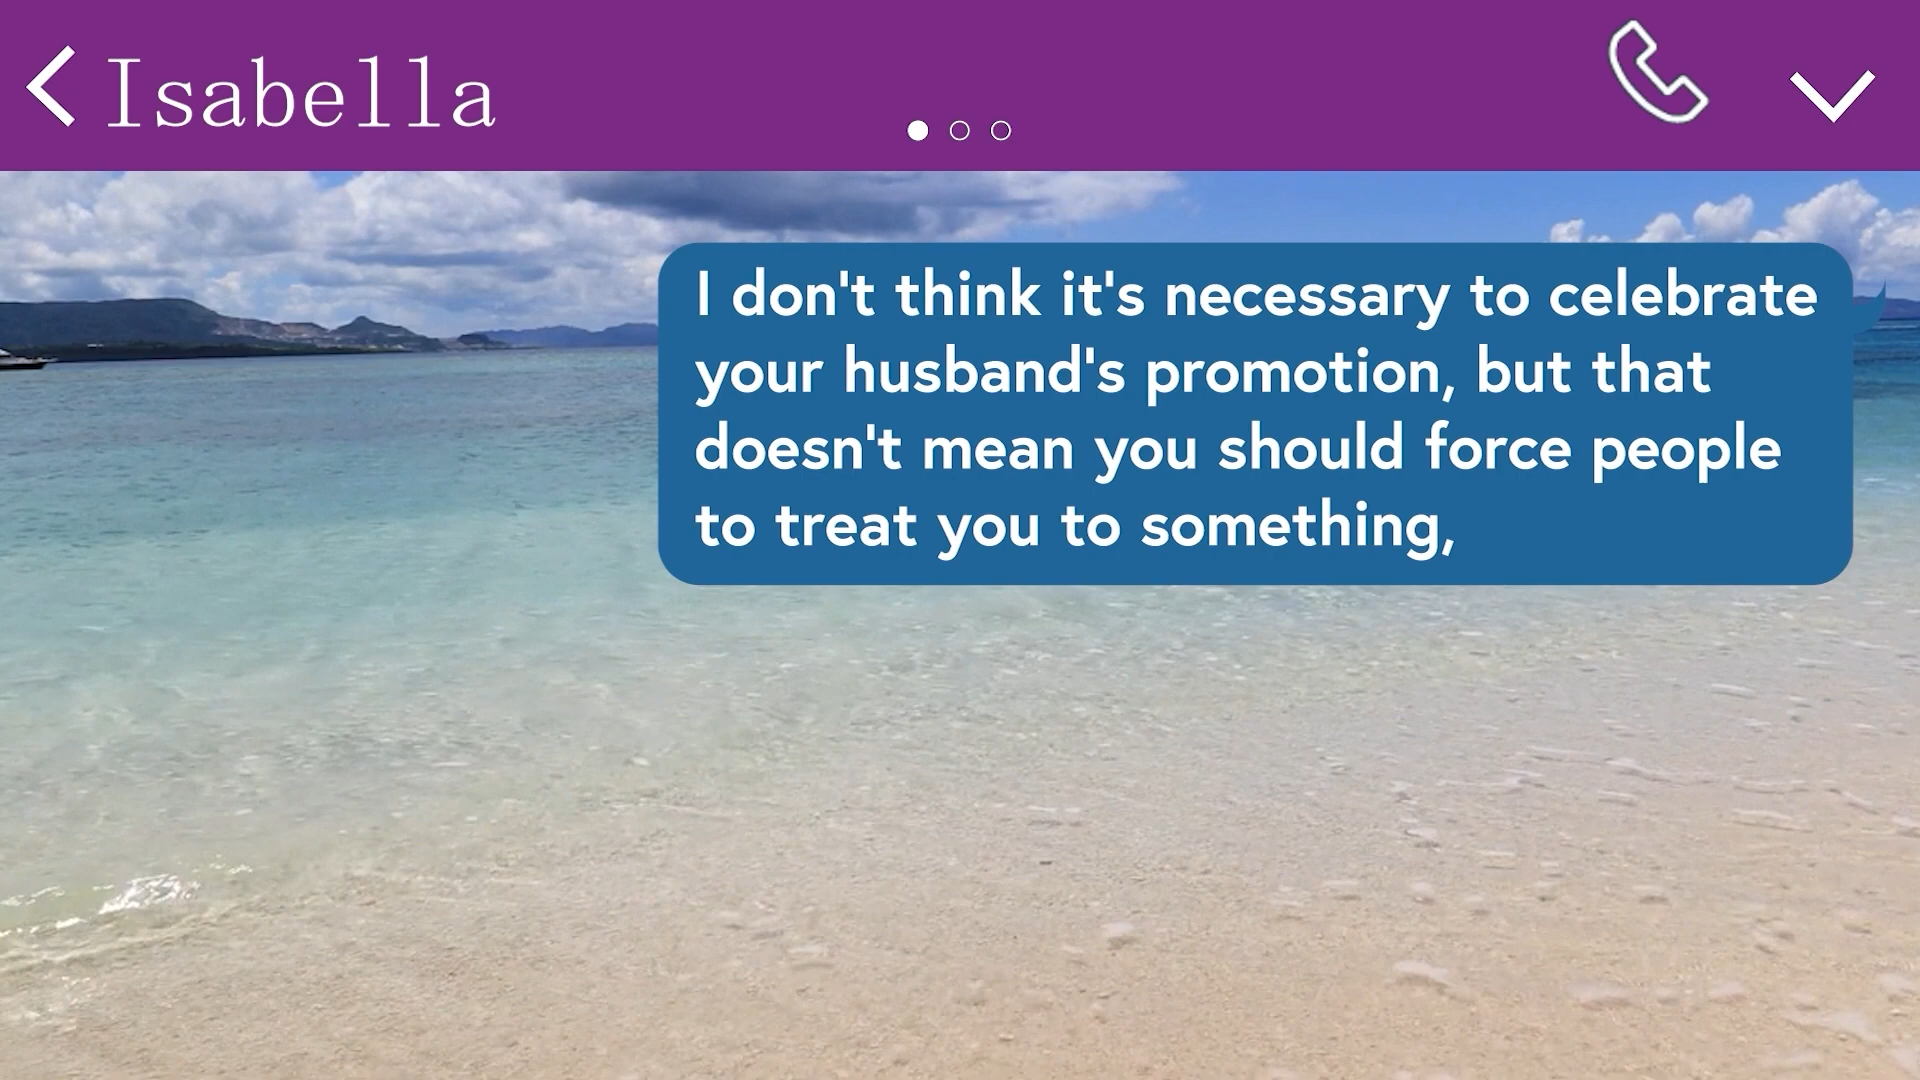 Isabella
I don't think it's necessary to celebrate
your husband's promotion, but that
doesn't mean you should force people
to treat you to something,